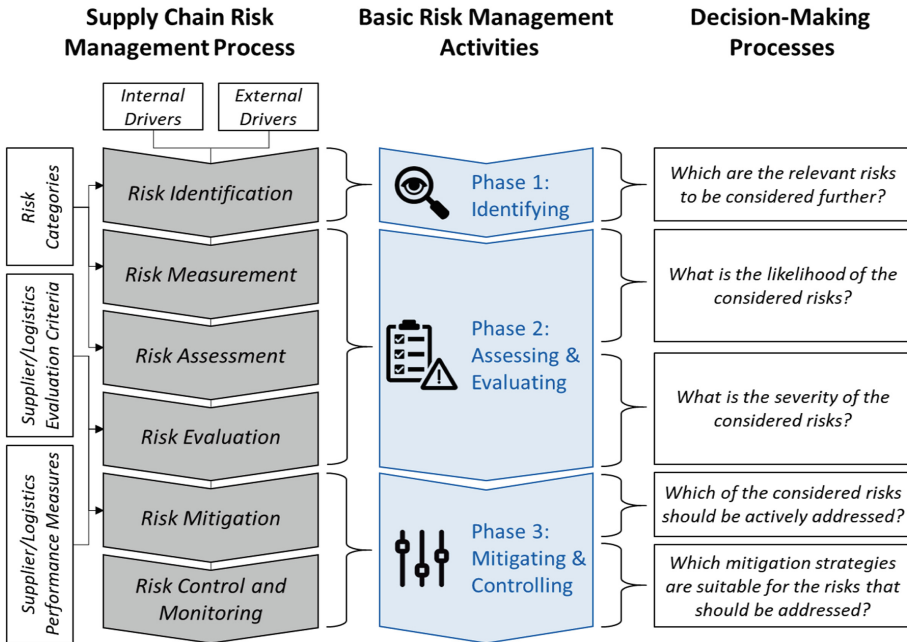 Supply Chain Risk
Management Process
Basic Risk Management
Activities
Decision-Making
Processes
Internal
Drivers
External
Drivers
Risk
Categories
Supplier/Logistics
Evaluation Criteria
Supplier/Logistics
Performance Measures
Risk Identification
Risk Measurement
Risk Assessment
Risk Evaluation
Risk Mitigation
Risk Control and
Monitoring
Phase 1:
Identifying
Phase 2:
Assessing &
Evaluating
Phase 3:
Mitigating &
Controlling
Which are the relevant risks
to be considered further?
What is the likelihood of the
considered risks?
What is the severity of the
considered risks?
Which of the considered risks
should be actively addressed?
Which mitigation strategies
are suitable for the risks that
should be addressed?